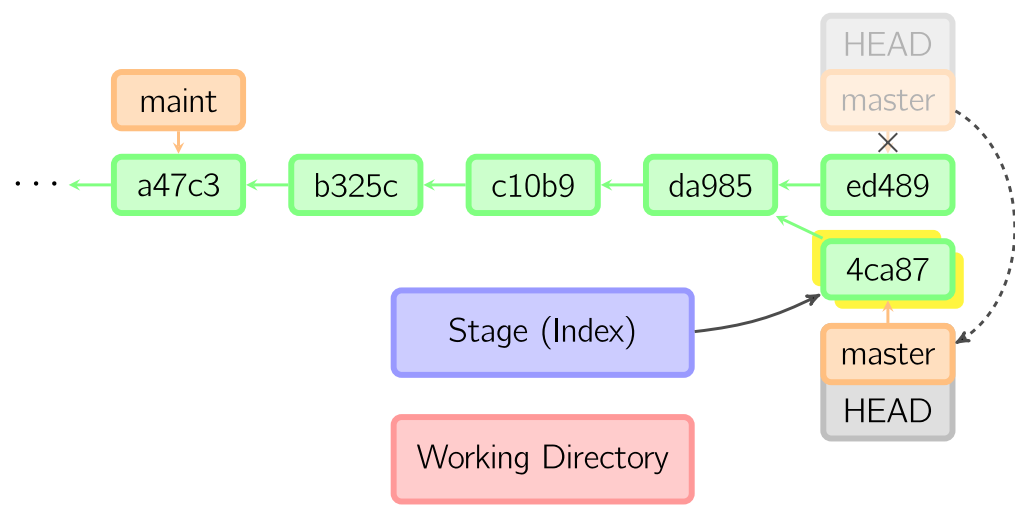 HEAD
maint
master
...
a47c3
b325c
c10b9
da985
ed489
4ca87
Stage (Index)
master
HEAD
Working Directory